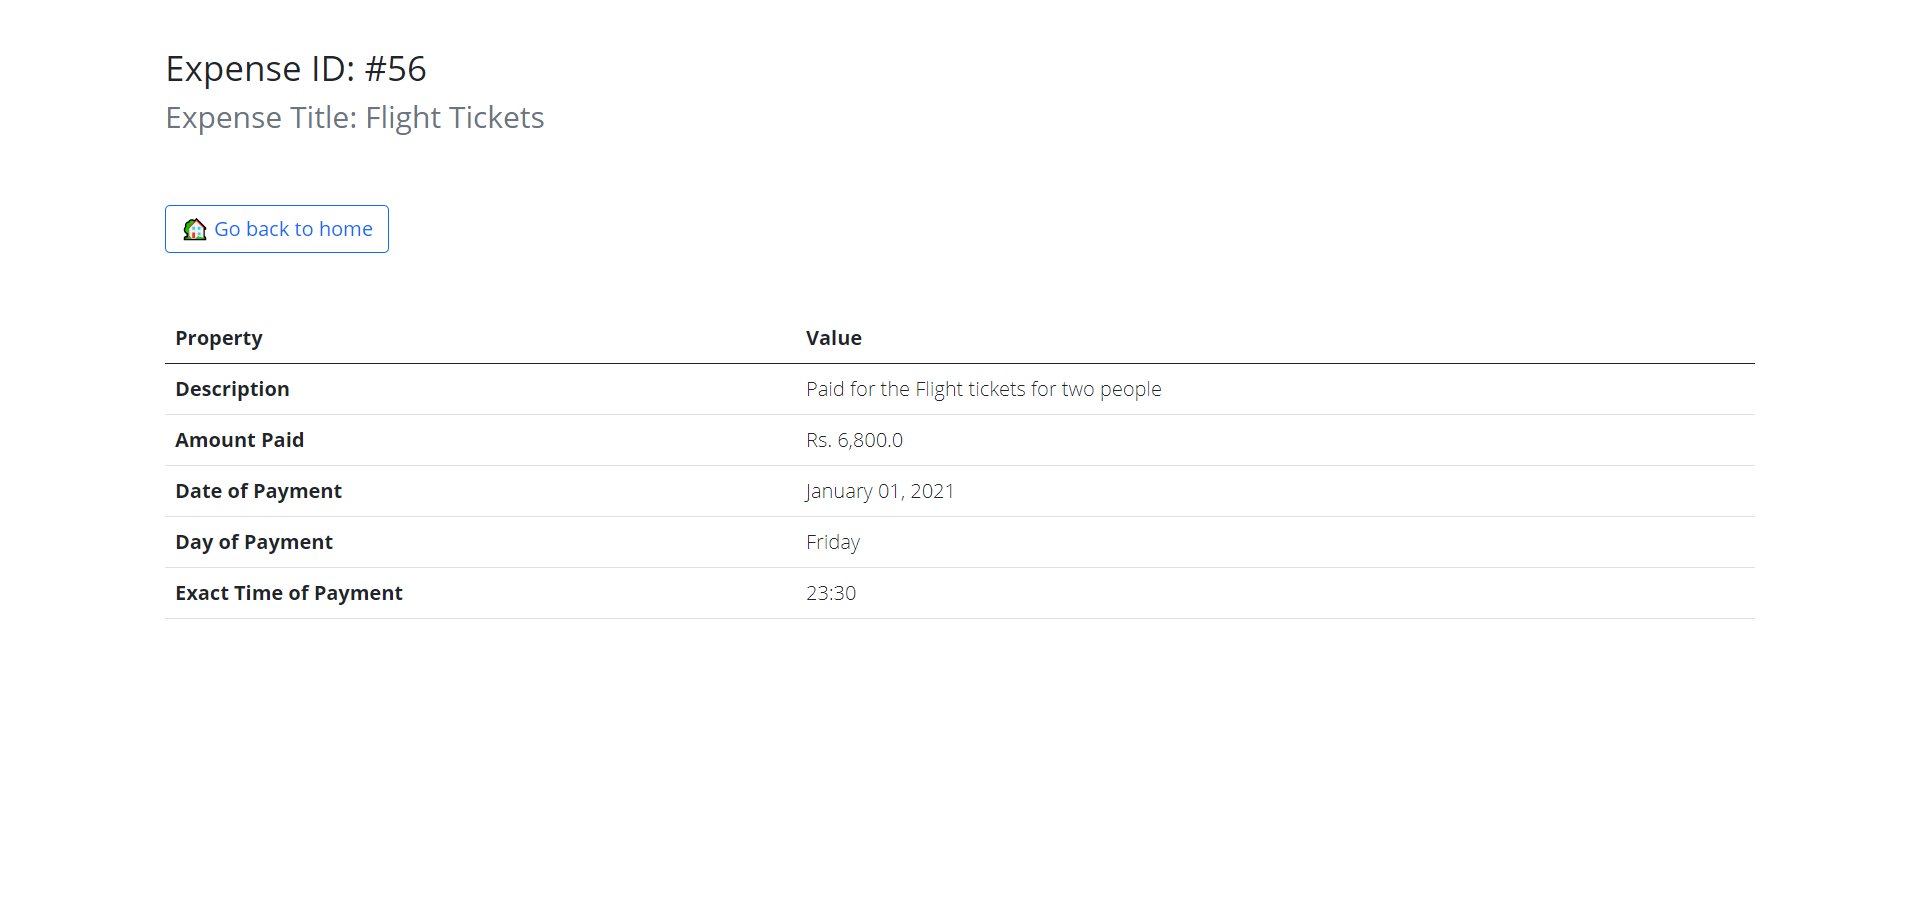 Expense ID: #56
Expense Title: Flight Tickets
Go back to home
Property Value
Description Paid for the Flight tickets for two people
Amount Paid Rs. 6,800.0
Date of Payment January 01, 2021
Day of Payment Friday
Exact Time of Payment 23:30